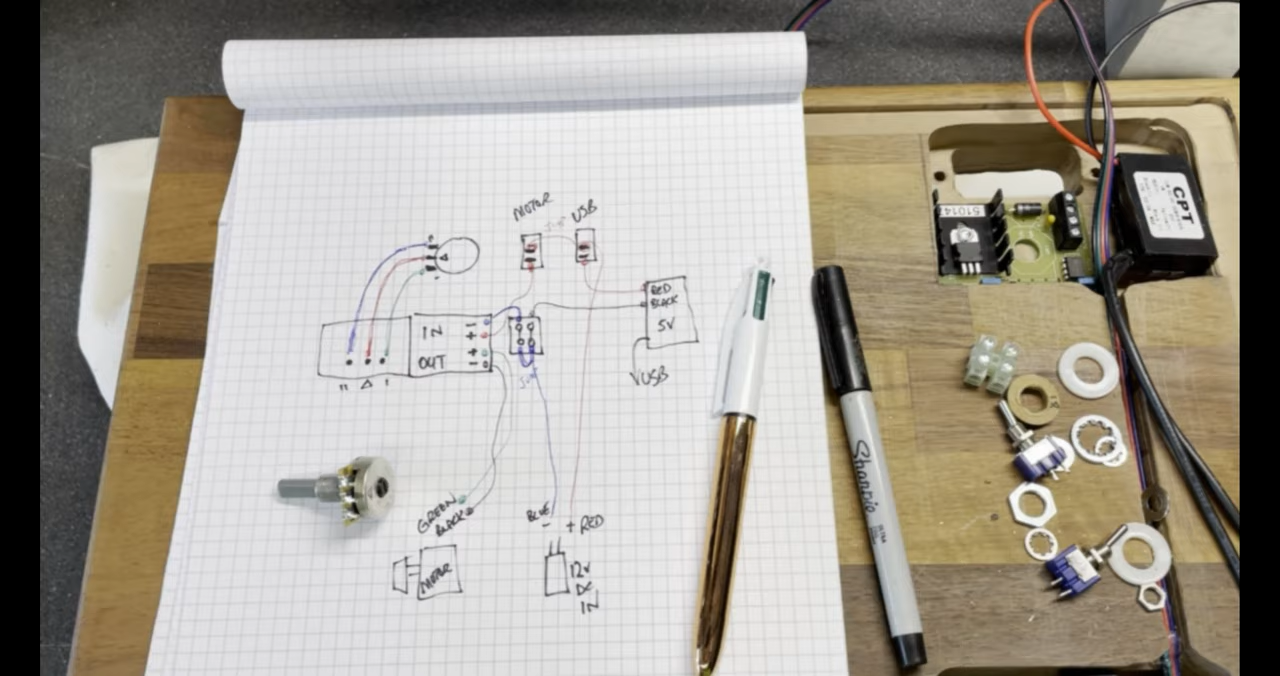 MOTOR
USB
IN
OUT
RED
BLACK
5V
VUSB
GREEN
BLACK
BLUE
-
+ RED
MOTOR
12V
DC
IN
Sharpie
CPT